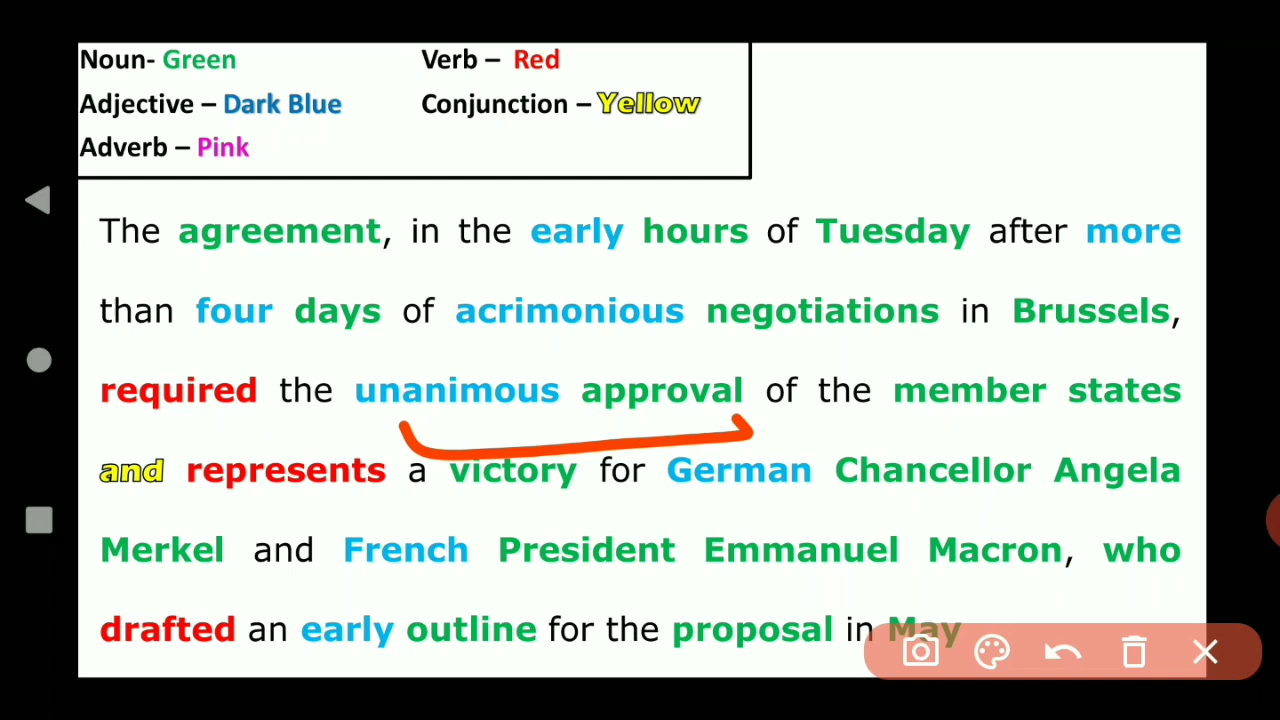 Noun- Green Verb – Red
Adjective – Dark Blue Conjunction – Yellow
Adverb – Pink
The agreement, in the early hours of Tuesday after more
than four days of acrimonious negotiations in Brussels,
required the unanimous approval of the member states
and represents a victory for German Chancellor Angela
Merkel and French President Emmanuel Macron, who
drafted an early outline for the proposal in May